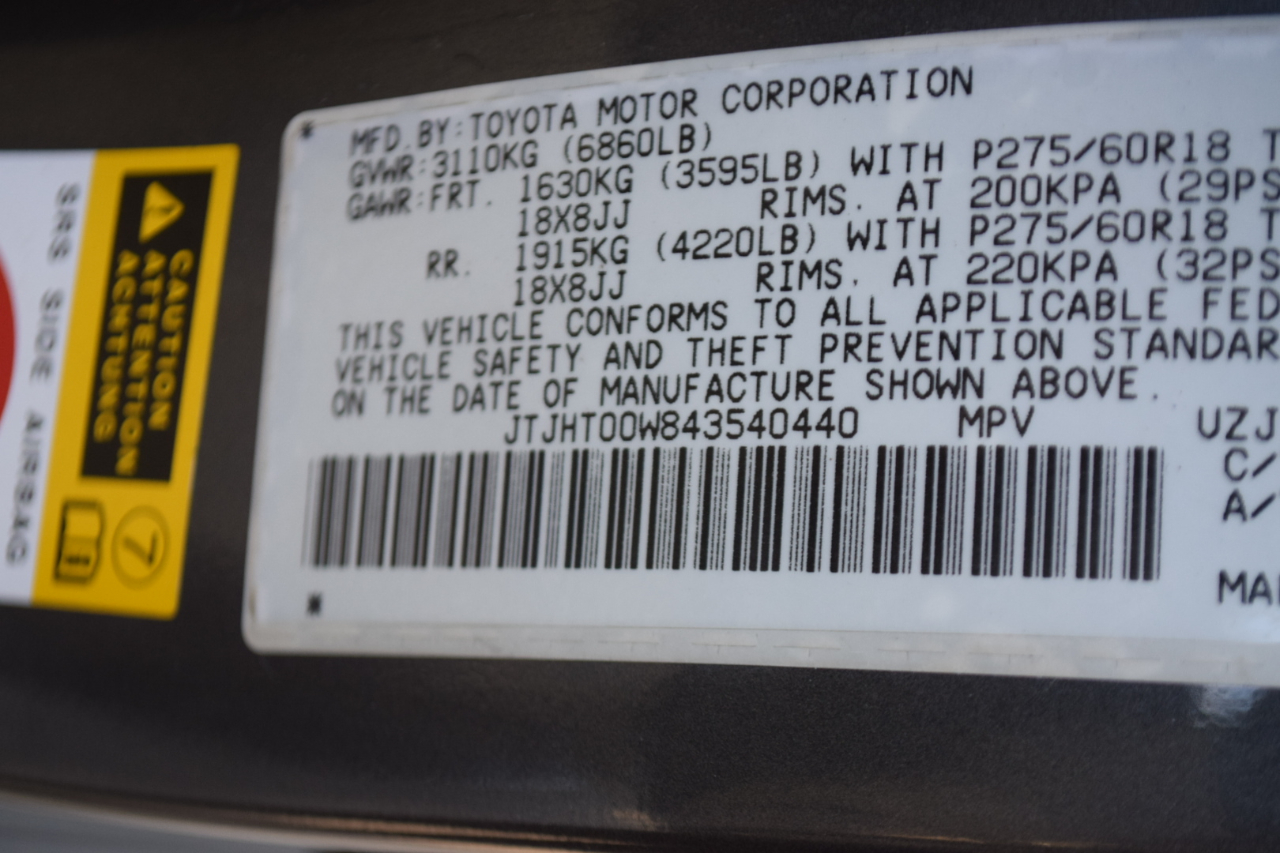 MFD.BY:TOYOTA MOTOR CORPORATION
GVWR:3110KG (6860LB)
GAWR:FRT. 1630KG (3595LB) WITH P275/60R18 T
18X8JJ RIMS. AT 200KPA (29PS
RR. 1915KG (4220LB) WITH P275/60R18 T
18X8JJ RIMS. AT 220KPA (32PS
THIS VEHICLE CONFORMS TO ALL APPLICABLE FED
VEHICLE SAFETY AND THEFT PREVENTION STANDAR
ON THE DATE OF MANUFACTURE SHOWN ABOVE.
JTJHT00W843540440 MPV UZJ
C/
A/
MA
CAUTION
ATTENTION
ACHTUNG
7
SRS SIDE AIRBAG